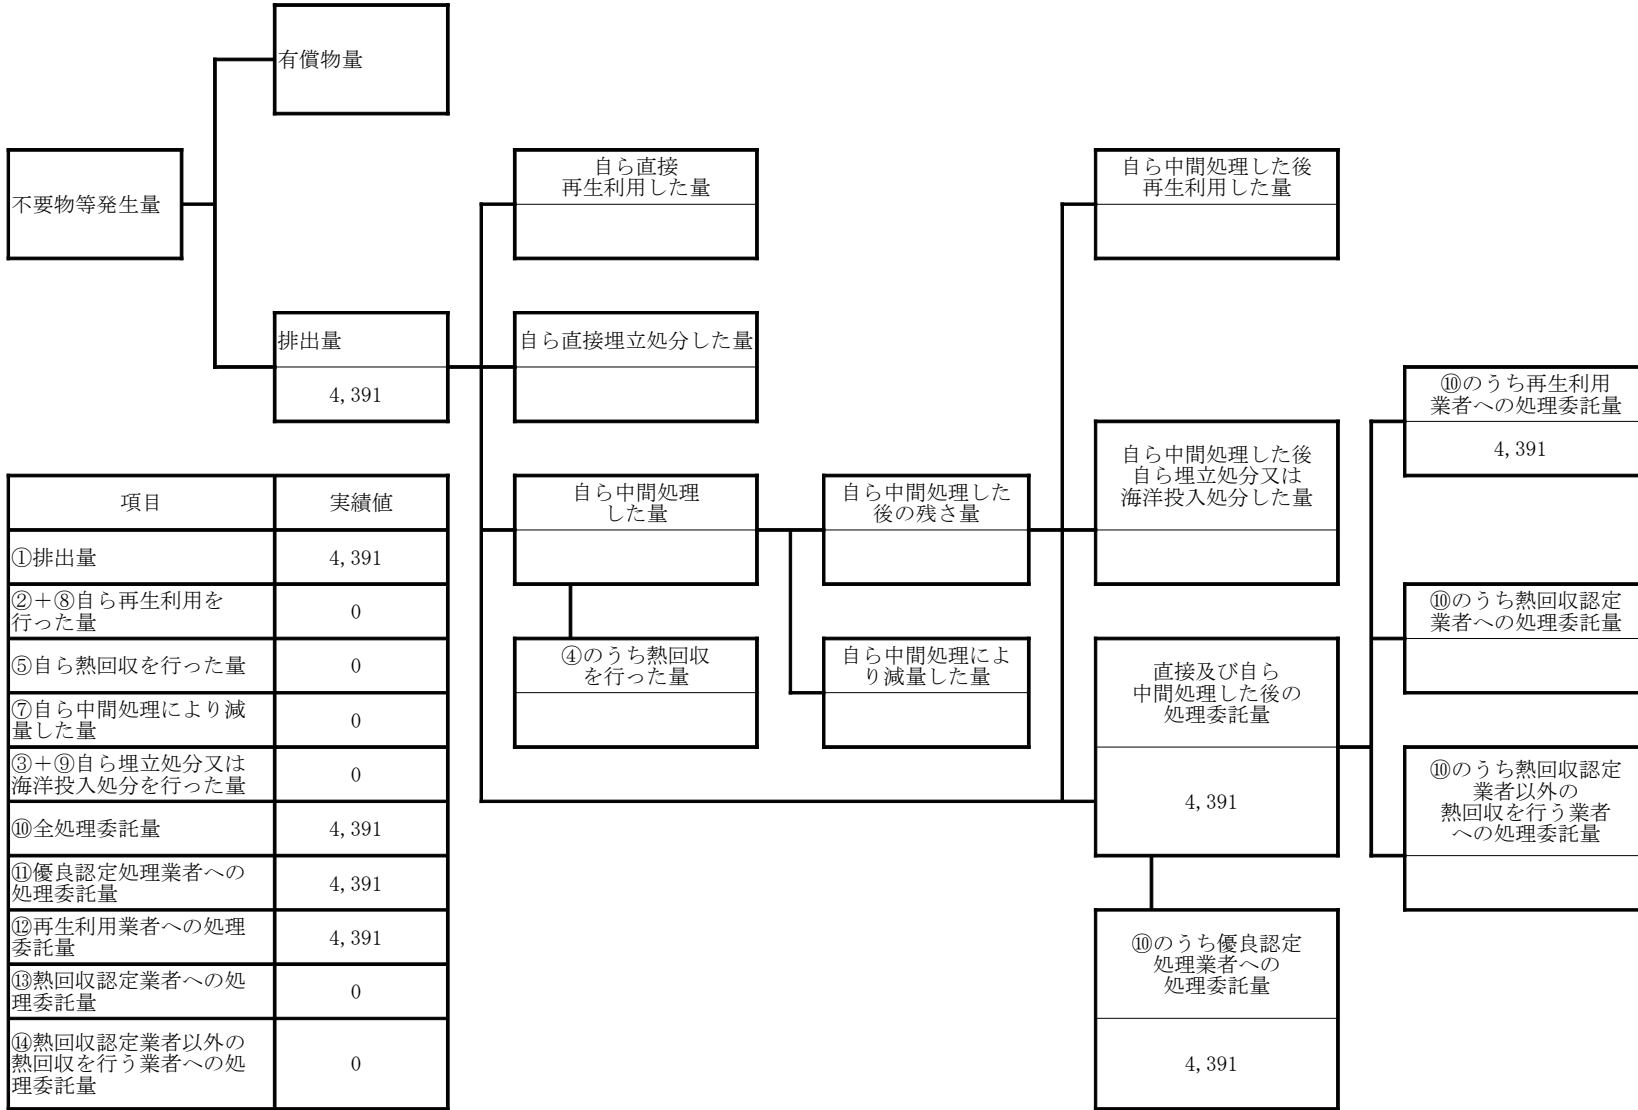 有償物量
不要物等発生量
自ら直接
再生利用した量
自ら中間処理した後
再生利用した量
排出量
4,391
自ら直接埋立処分した量
⑩のうち再生利用
業者への処理委託量
4,391
自ら中間処理
した量
自ら中間処理した
後の残さ量
自ら中間処理した後
自ら埋立処分又は
海洋投入処分した量
④のうち熱回収
を行った量
自ら中間処理によ
り減量した量
直接及び自ら
中間処理した後の
処理委託量
4,391
⑩のうち熱回収認定
業者への処理委託量
⑩のうち熱回収認定
業者以外の
熱回収を行う業者
への処理委託量
⑩のうち優良認定
処理業者への
処理委託量
4,391
項目 実績値
①排出量 4,391
②＋⑧自ら再生利用を
行った量 0
⑤自ら熱回収を行った量 0
⑦自ら中間処理により減
量した量 0
③＋⑨自ら埋立処分又は
海洋投入処分を行った量 0
⑩全処理委託量 4,391
⑪優良認定処理業者への
処理委託量 4,391
⑫再生利用業者への処理
委託量 4,391
⑬熱回収認定業者への処
理委託量 0
⑭熱回収認定業者以外の
熱回収を行う業者への処
理委託量 0